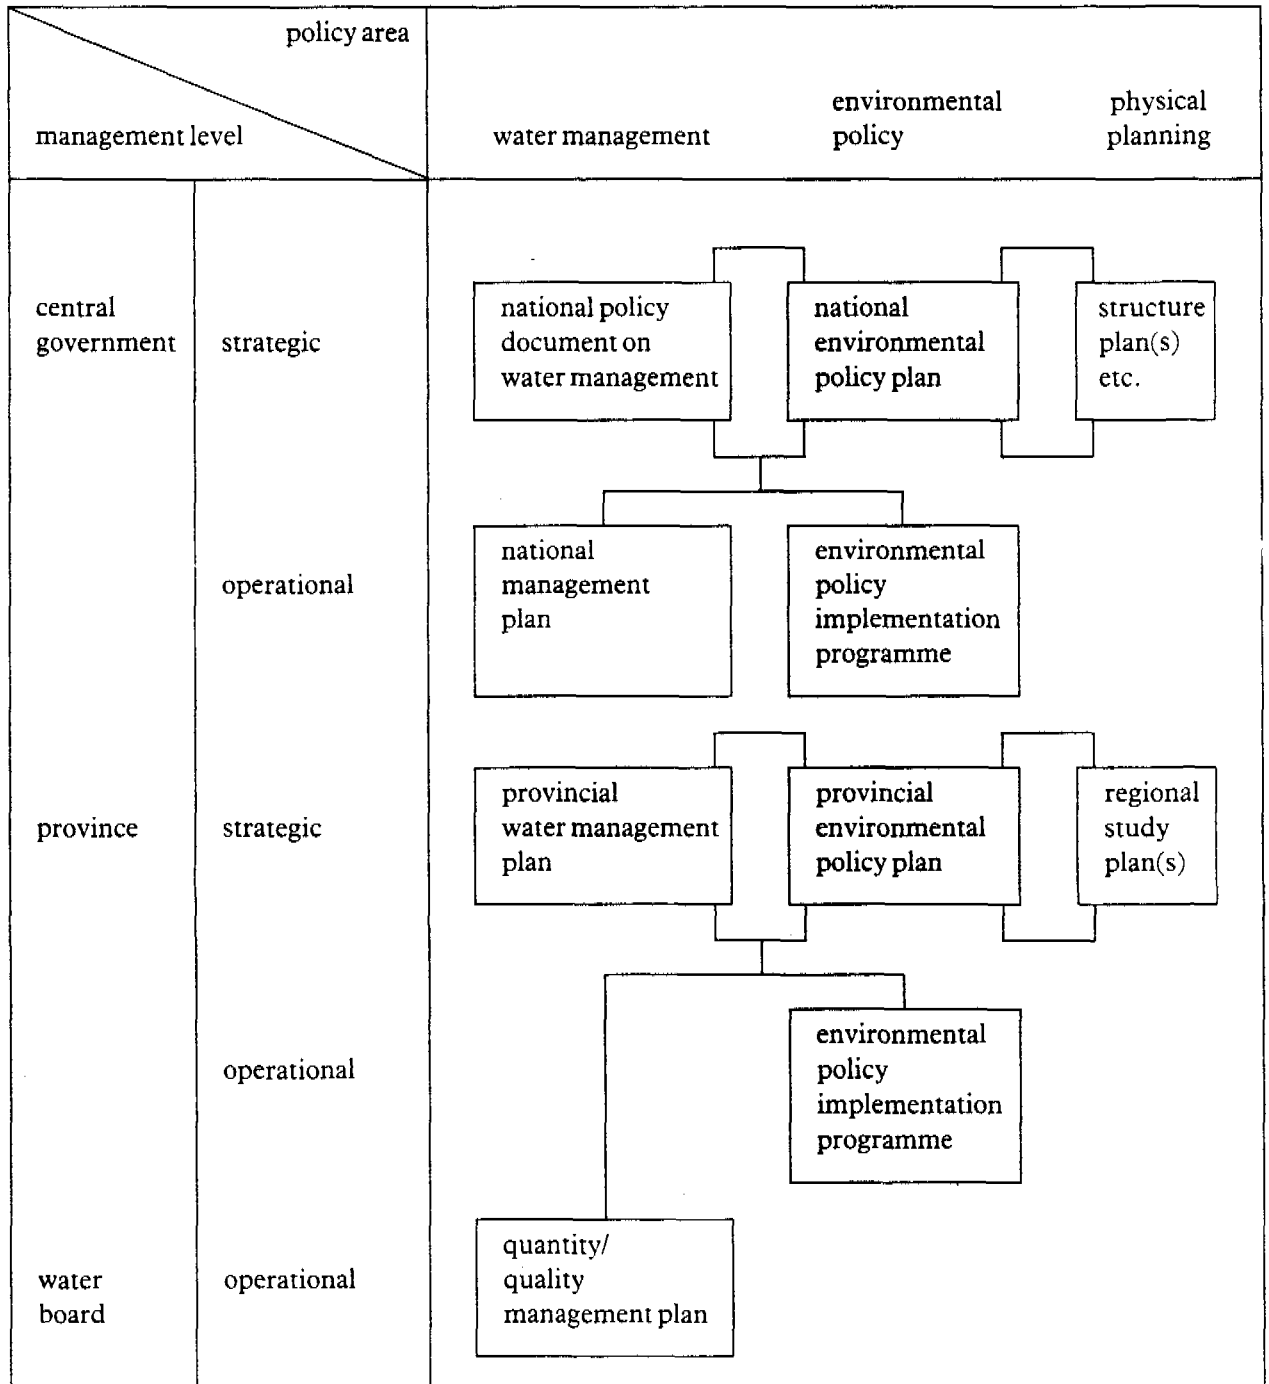 policy area
management level
water management
environmental
policy
physical
planning
central
government
strategic
national policy
document on
water management
national
environmental
policy plan
structure
plan(s)
etc.
operational
national
management
plan
environmental
policy
implementation
programme
province
strategic
provincial
water management
plan
provincial
environmental
policy plan
regional
study
plan(s)
operational
environmental
policy
implementation
programme
water
board
operational
quantity/
quality
management plan